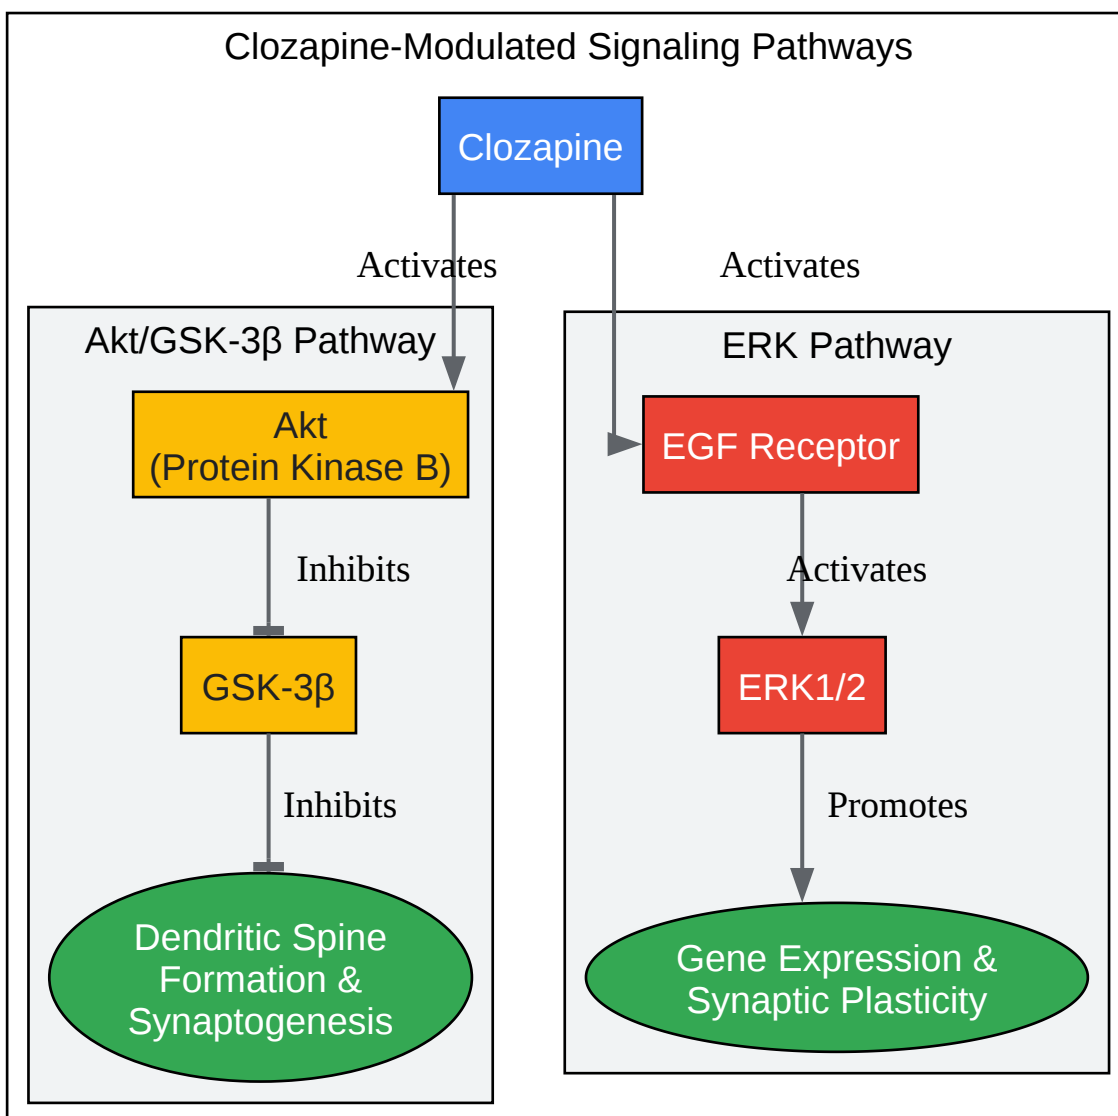 Clozapine-Modulated Signaling Pathways
Clozapine
Activates
Activates
Akt/GSK-3β Pathway
Akt
(Protein Kinase B)
Inhibits
GSK-3β
Inhibits
Dendritic Spine
Formation &
Synaptogenesis
ERK Pathway
EGF Receptor
Activates
ERK1/2
Promotes
Gene Expression &
Synaptic Plasticity